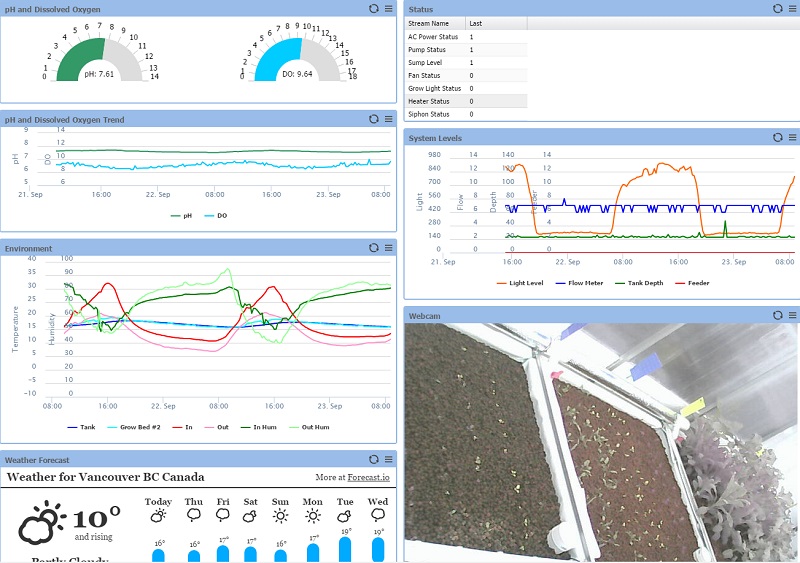 pH and Dissolved Oxygen
0 1 2 3 4 5 6 7 8 9 10 11 12 13 14
pH: 7.61
0 1 2 3 4 5 6 7 8 9 10 11 12 13 14 15 16 17 18
DO: 9.64
pH and Dissolved Oxygen Trend
9 14
8 12
7 10
6 8
5 6
pH
DO
21. Sep 16:00 22. Sep 08:00 16:00 23. Sep 08:00
pH DO
Environment
40 100
35 90
30 80
25 70
20 60
15 50
10 40
5 30
0 20
-5 10
-10 0
Temperature
Humidity
08:00 16:00 22. Sep 08:00 16:00 23. Sep 08:00
Tank Grow Bed #2 In Out In Hum Out Hum
Weather Forecast
Weather for Vancouver BC Canada
More at Forecast.io
10°
and rising
Partly Cloudy
Today Thu Fri Sat Sun Mon Tue Wed
16° 16° 17° 17° 16° 17° 19° 19°
Status
Stream Name Last
AC Power Status 1
Pump Status 1
Sump Level 1
Fan Status 0
Grow Light Status 0
Heater Status 0
Siphon Status 0
System Levels
980 14 140 14
840 12 120 12
700 10 100 10
560 8 8
420 6 60 6
280 4 40 4
140 2 20 2
0 0 0 0
Light
Flow
Depth
Feeder
21. Sep 16:00 22. Sep 08:00 16:00 23. Sep 08:00
Light Level Flow Meter Tank Depth Feeder
Webcam